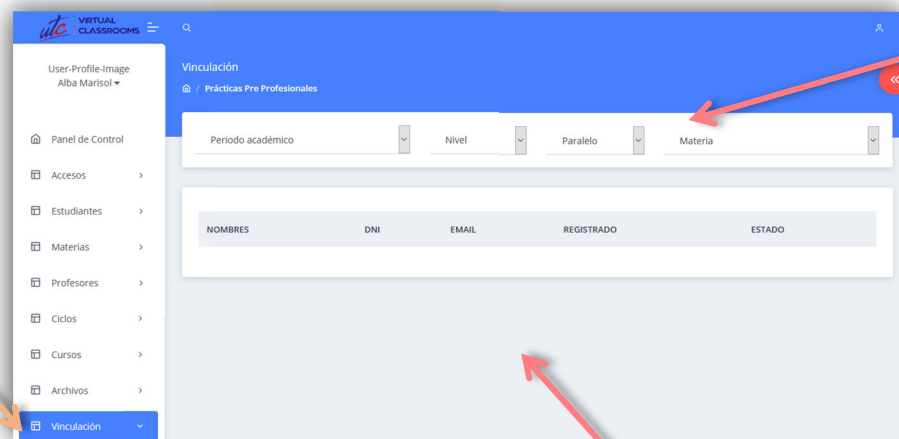 utc VIRTUAL
CLASSROOMS
User-Profile-Image
Alba Marisol
Panel de Control
Accesos
Estudiantes
Materias
Profesores
Ciclos
Cursos
Archivos
Vinculación
Vinculación
/ Prácticas Pre Profesionales
Periodo académico Nivel Paralelo Materia
NOMBRES DNI EMAIL REGISTRADO ESTADO